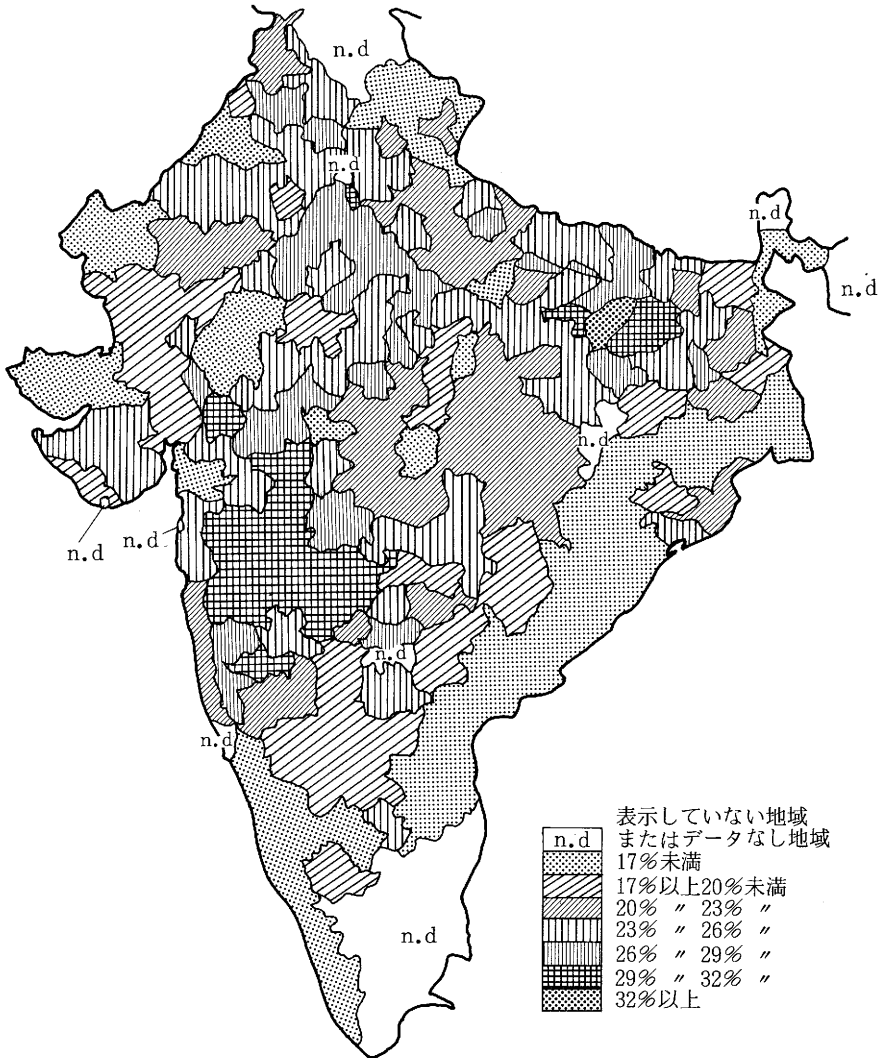 n.d
n.d
n.d
n.d
n.d
n.d
n.d
n.d
n.d
n.d
表示していない地域
n.d またはデータなし地域
17%未満
17%以上20%未満
20% 〃 23% 〃
23% 〃 26% 〃
26% 〃 29% 〃
29% 〃 32% 〃
32%以上